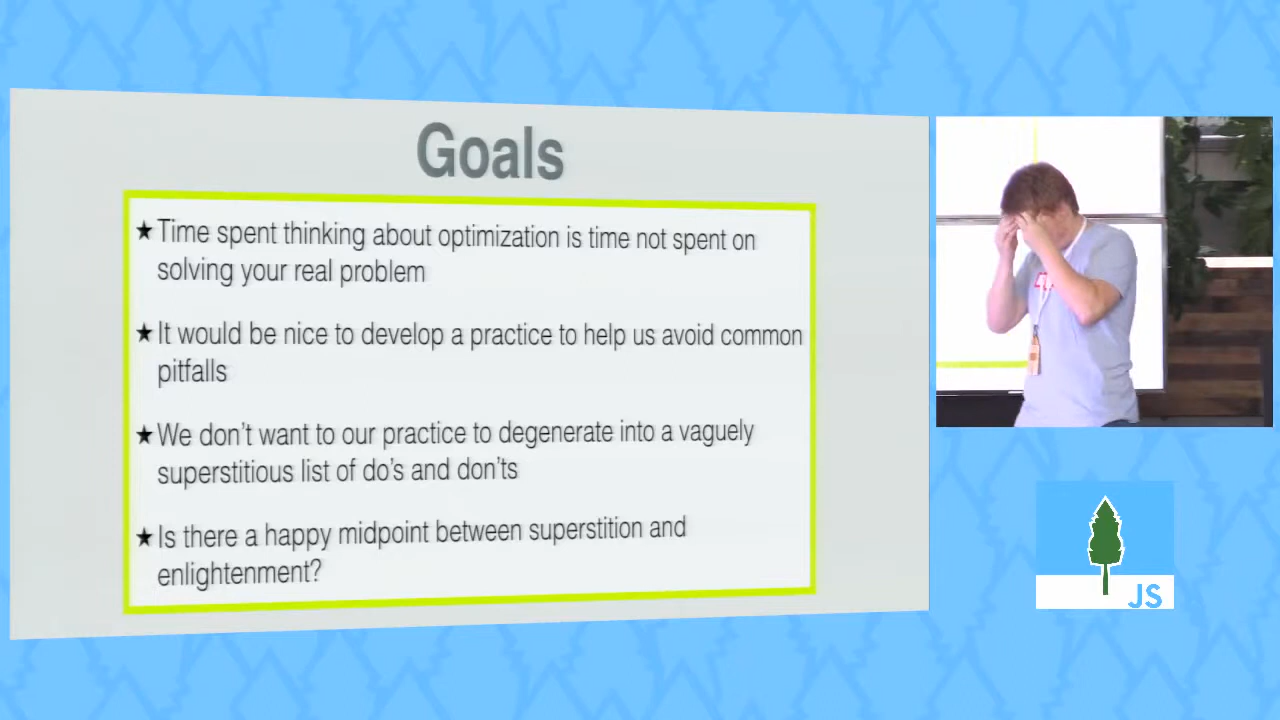 Goals
★Time spent thinking about optimization is time not spent on
solving your real problem
★It would be nice to develop a practice to help us avoid common
pitfalls
★We don't want to our practice to degenerate into a vaguely
superstitious list of do's and don'ts
★Is there a happy midpoint between superstition and
enlightenment?
JS